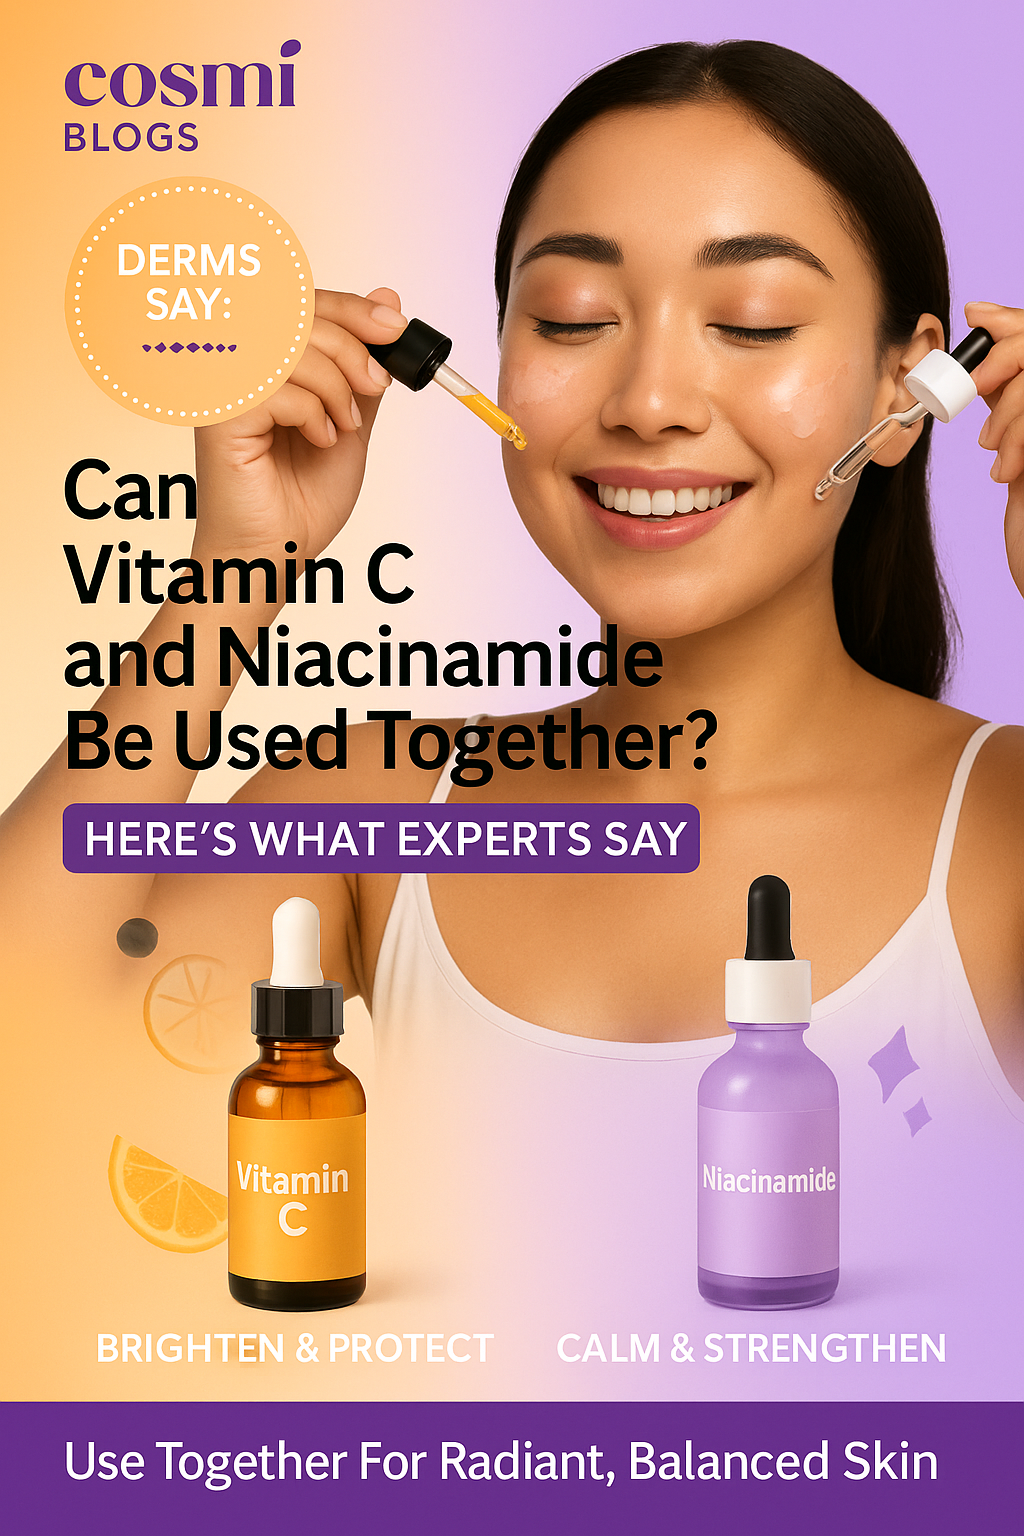 cosmi
BLOGS
DERMS
SAY:
Can
Vitamin C
and Niacinamide
Be Used Together?
HERE'S WHAT EXPERTS SAY
Vitamin
C
Niacinamide
BRIGHTEN & PROTECT
CALM & STRENGTHEN
Use Together For Radiant, Balanced Skin